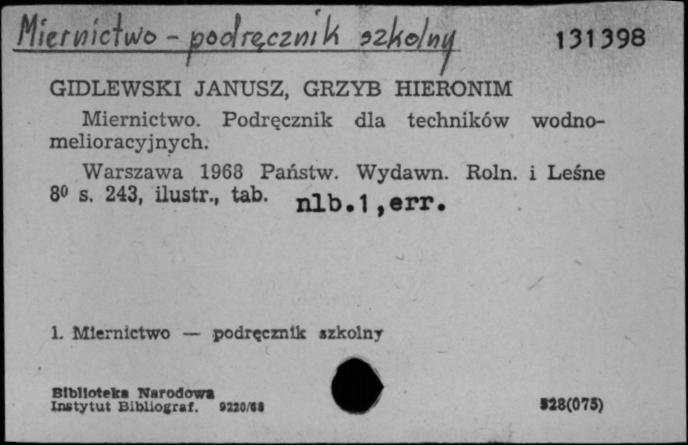 Miernictwo - podręcznik szkolny
131398
GIDLEWSKI JANUSZ, GRZYB HIERONIM
Miernictwo. Podręcznik dla techników wodno-
melioracyjnych.
Warszawa 1968 Państw. Wydawn. Roln. i Leśne
8⁰ s. 243, ilustr., tab. nlb.1,err.
1. Miernictwo — podręcznik szkolny
Biblioteka Narodowa
Instytut Bibliograf. 9220/68
528(075)